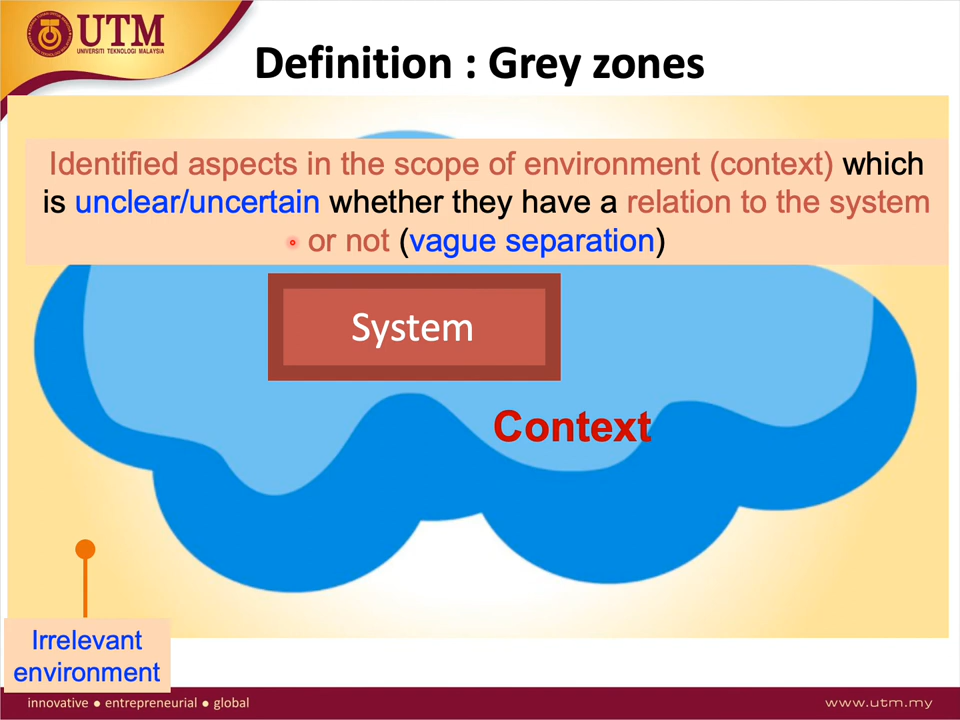 UTM
UNIVERSITI TEKNOLOGI MALAYSIA
Definition : Grey zones
Identified aspects in the scope of environment (context) which
is unclear/uncertain whether they have a relation to the system
or not (vague separation)
System
Context
Irrelevant
environment
innovative ● entrepreneurial ● global
www.utm.my